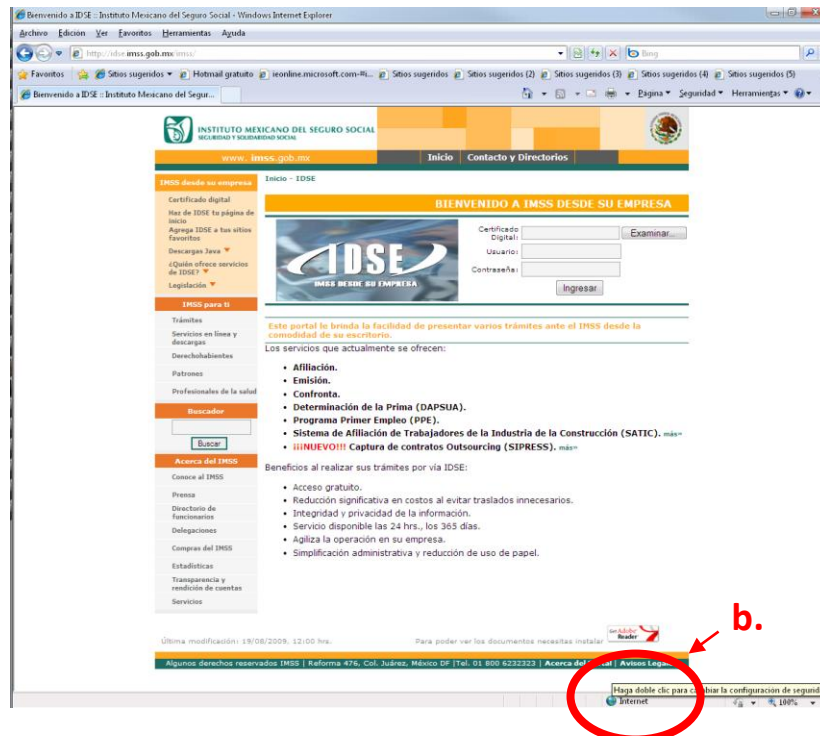 Bienvenido a IDSE :: Instituto Mexicano del Seguro Social - Windows Internet Explorer
Archivo Edición Ver Favoritos Herramientas Ayuda
http://idse.imss.gob.mx/imss/
Bing
Favoritos Sitios sugeridos Hotmail gratuito ieonline.microsoft.com-#i... Sitios sugeridos Sitios sugeridos (2) Sitios sugeridos (3) Sitios sugeridos (4) Sitios sugeridos (5)
Bienvenido a IDSE :: Instituto Mexicano del Segur...
Página Seguridad Herramientas
INSTITUTO MEXICANO DEL SEGURO SOCIAL
SEGURIDAD Y SOLIDARIDAD SOCIAL
www. imss.gob.mx
Inicio Contacto y Directorios
IMSS desde su empresa
Certificado digital
Haz de IDSE tu página de
inicio
Agrega IDSE a tus sitios
favoritos
Descargas Java
¿Quién ofrece servicios
de IDSE?
Legislación
IMSS para ti
Trámites
Servicios en línea y
descargas
Derechohabientes
Patrones
Profesionales de la salud
Buscador
Buscar
Acerca del IMSS
Conoce al IMSS
Prensa
Directorio de
funcionarios
Delegaciones
Compras del IMSS
Estadísticas
Transparencia y
rendición de cuentas
Servicios
Inicio - IDSE
BIENVENIDO A IMSS DESDE SU EMPRESA
IDSE
IMSS DESDE SU EMPRESA
Certificado
Digital:
Examinar...
Usuario:
Contraseña:
Ingresar
Este portal le brinda la facilidad de presentar varios trámites ante el IMSS desde la
comodidad de su escritorio.
Los servicios que actualmente se ofrecen:
• Afiliación.
• Emisión.
• Confronta.
• Determinación de la Prima (DAPSUA).
• Programa Primer Empleo (PPE).
• Sistema de Afiliación de Trabajadores de la Industria de la Construcción (SATIC). más»
• ¡¡¡NUEVO!!! Captura de contratos Outsourcing (SIPRESS). más»
Beneficios al realizar sus trámites por vía IDSE:
• Acceso gratuito.
• Reducción significativa en costos al evitar traslados innecesarios.
• Integridad y privacidad de la información.
• Servicio disponible las 24 hrs., los 365 días.
• Agiliza la operación en su empresa.
• Simplificación administrativa y reducción de uso de papel.
b.
Última modificación: 19/08/2009, 12:00 hrs.
Para poder ver los documentos necesitas instalar
Get Adobe
Reader
Algunos derechos reservados IMSS | Reforma 476, Col. Juárez, México DF |Tel. 01 800 6232323 | Acerca del Portal | Avisos Legales
Haga doble clic para cambiar la configuración de segurid
Internet
100%